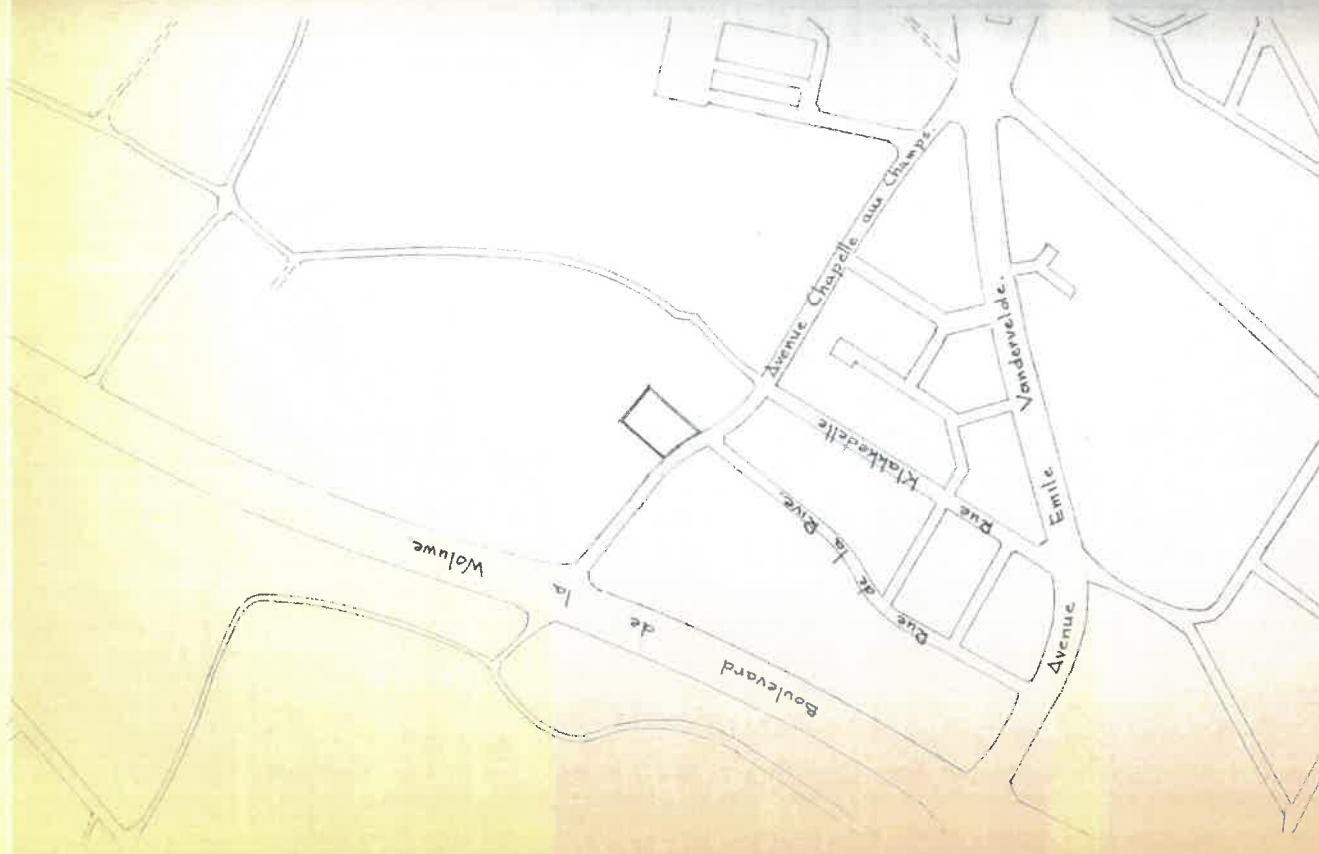 Avenue Chapelle aux Champs.
Avenue Emile Vandervelde.
Rue Klakkedelle
Rue de la Rive
Boulevard de la Woluwe